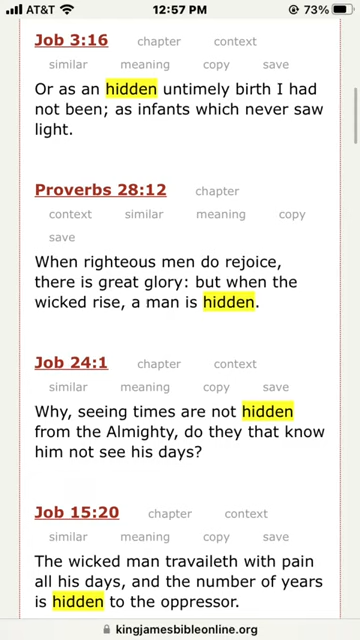 AT&T 12:57 PM 73%
Job 3:16 chapter context
similar meaning copy save
Or as an hidden untimely birth I had
not been; as infants which never saw
light.
Proverbs 28:12 chapter
context similar meaning copy
save
When righteous men do rejoice,
there is great glory: but when the
wicked rise, a man is hidden.
Job 24:1 chapter context
similar meaning copy save
Why, seeing times are not hidden
from the Almighty, do they that know
him not see his days?
Job 15:20 chapter context
similar meaning copy save
The wicked man travaileth with pain
all his days, and the number of years
is hidden to the oppressor.
kingjamesbibleonline.org